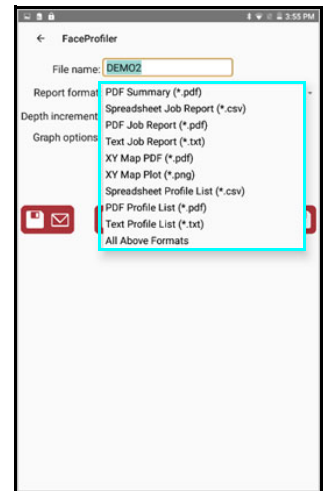 3:55 PM
← FaceProfiler
File name: DEMO2
Report format
PDF Summary (*.pdf)
Spreadsheet Job Report (*.csv)
Depth increment
PDF Job Report (*.pdf)
Text Job Report (*.txt)
Graph options
XY Map PDF (*.pdf)
XY Map Plot (*.png)
Spreadsheet Profile List (*.csv)
PDF Profile List (*.pdf)
Text Profile List (*.txt)
All Above Formats